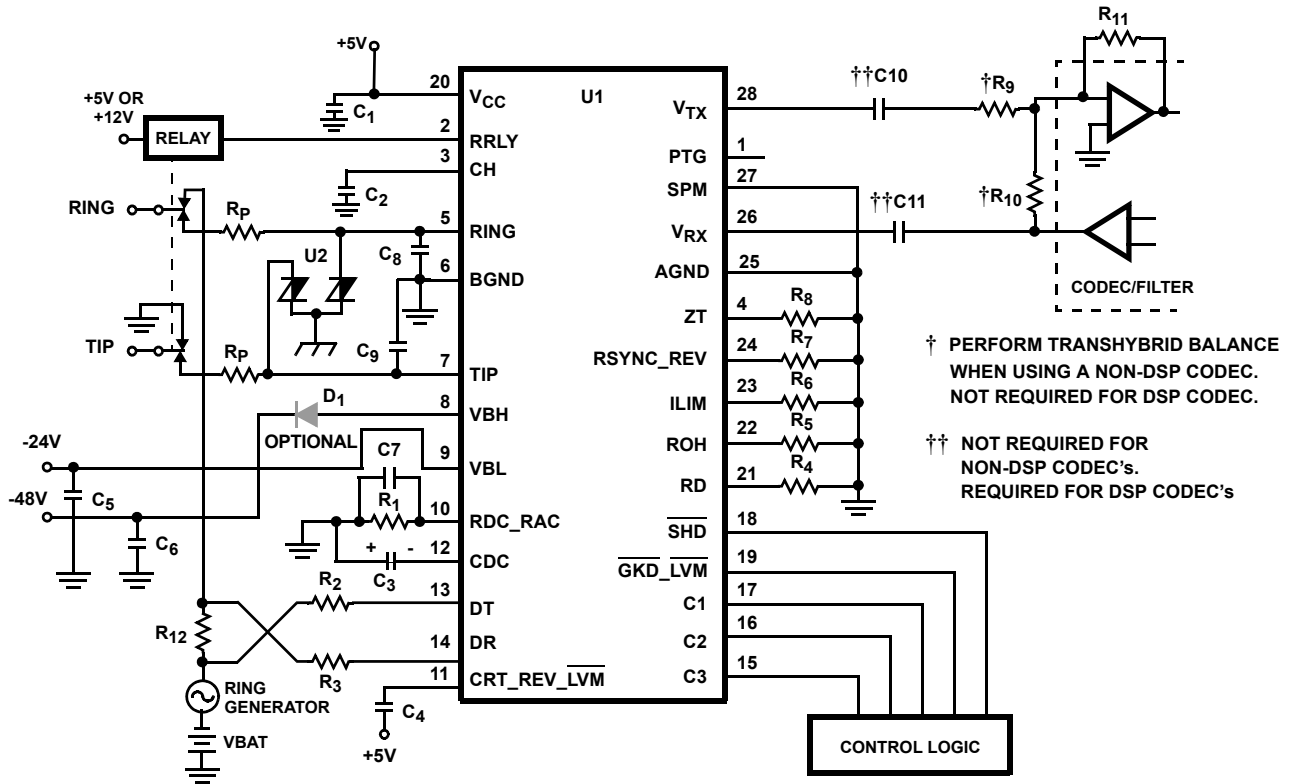 +5V
+5V OR
+12V
RELAY
C1
20
VCC
U1
2
RRLY
3
CH
C2
RING
RP
5
RING
U2
C8
6
BGND
C9
TIP
RP
7
TIP
D1
OPTIONAL
8
VBH
-24V
9
VBL
C7
-48V
C5
R1
10
RDC_RAC
C6
+ -
C3
12
CDC
R2
13
DT
R12
14
DR
R3
11
CRT_REV_LVM
RING
GENERATOR
C4
VBAT
+5V
VTX
28
††C10
†R9
R11
PTG
1
SPM
27
†R10
VRX
26
††C11
AGND
25
CODEC/FILTER
ZT
4
R8
RSYNC_REV
24
R7
ILIM
23
R6
ROH
22
R5
RD
21
R4
SHD
18
GKD_LVM
19
C1
17
C2
16
C3
15
CONTROL LOGIC
† PERFORM TRANSHYBRID BALANCE
WHEN USING A NON-DSP CODEC.
NOT REQUIRED FOR DSP CODEC.
†† NOT REQUIRED FOR
NON-DSP CODEC's.
REQUIRED FOR DSP CODEC's